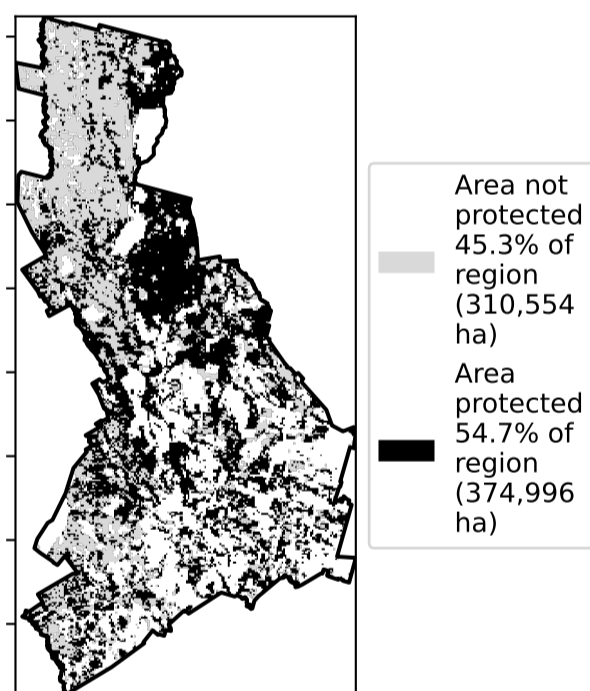 Area not
protected
45.3% of
region
(310,554
ha)
Area
protected
54.7% of
region
(374,996
ha)